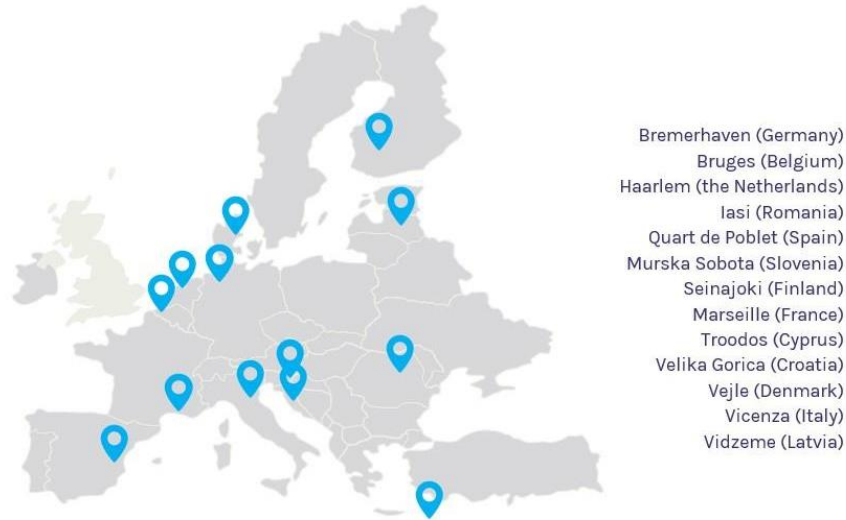 Bremerhaven (Germany)
Bruges (Belgium)
Haarlem (the Netherlands)
Iasi (Romania)
Quart de Poblet (Spain)
Murska Sobota (Slovenia)
Seinajoki (Finland)
Marseille (France)
Troodos (Cyprus)
Velika Gorica (Croatia)
Vejle (Denmark)
Vicenza (Italy)
Vidzeme (Latvia)